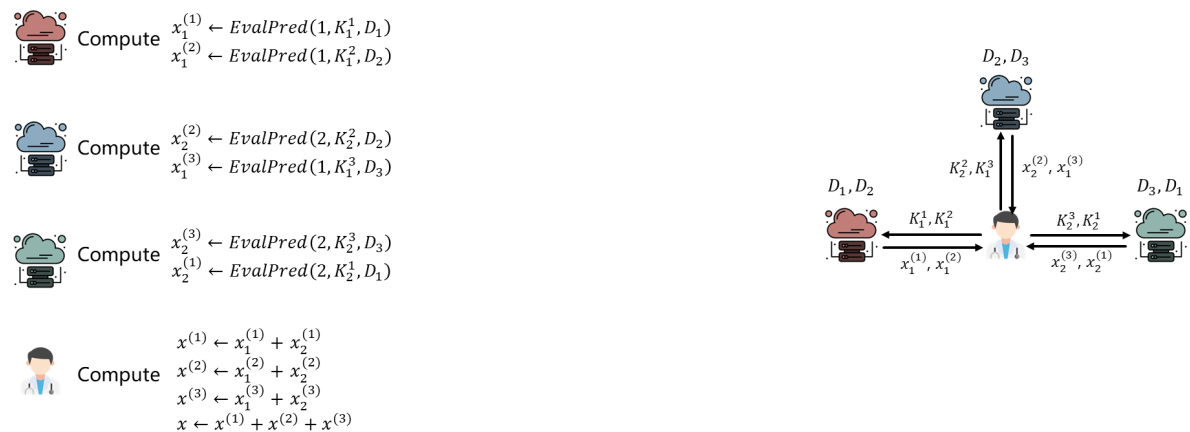 Compute
x_1^{(1)} ← EvalPred(1, K_1^1, D_1)
x_1^{(2)} ← EvalPred(1, K_1^2, D_2)
Compute
x_2^{(2)} ← EvalPred(2, K_2^2, D_2)
x_1^{(3)} ← EvalPred(1, K_1^3, D_3)
Compute
x_2^{(3)} ← EvalPred(2, K_2^3, D_3)
x_2^{(1)} ← EvalPred(2, K_2^1, D_1)
Compute
x^{(1)} ← x_1^{(1)} + x_2^{(1)}
x^{(2)} ← x_1^{(2)} + x_2^{(2)}
x^{(3)} ← x_1^{(3)} + x_2^{(3)}
x ← x^{(1)} + x^{(2)} + x^{(3)}
D_2, D_3
K_2^2, K_1^3
x_2^{(2)}, x_1^{(3)}
D_1, D_2
K_1^1, K_1^2
x_1^{(1)}, x_1^{(2)}
D_3, D_1
K_2^3, K_2^1
x_2^{(3)}, x_2^{(1)}